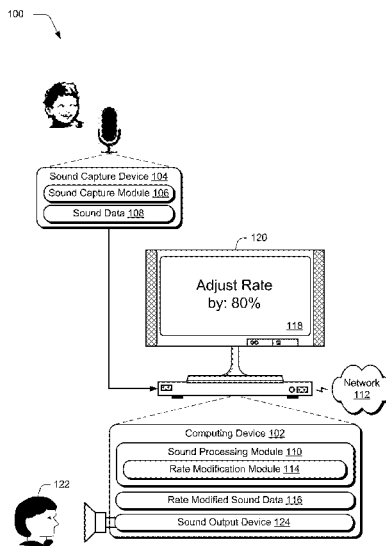 100
Sound Capture Device 104
Sound Capture Module 106
Sound Data 108
120
Adjust Rate
by: 80%
118
Network
112
Computing Device 102
Sound Processing Module 110
Rate Modification Module 114
122
Rate Modified Sound Data 116
Sound Output Device 124